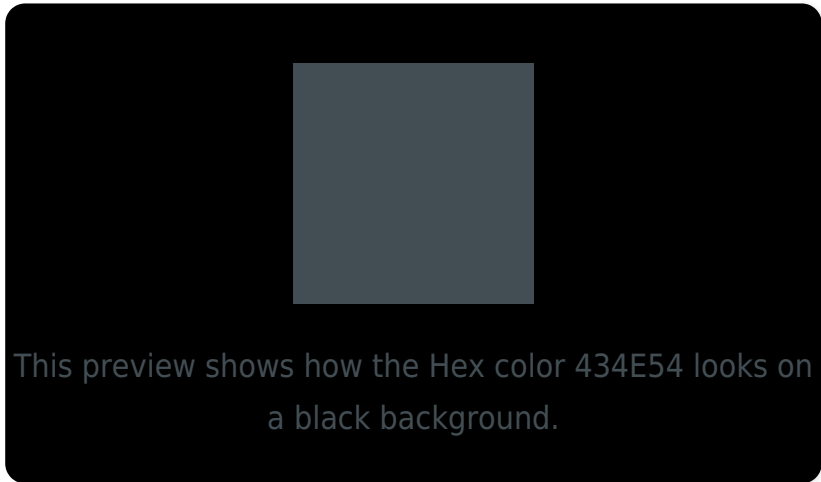 This preview shows how the Hex color 434E54 looks on
a black background.